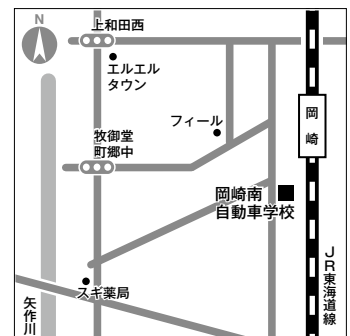 N
上和田西
エルエル
タウン
フィール
岡崎
牧御堂
町郷中
岡崎南
自動車学校
スギ薬局
JR東海道線
矢作川